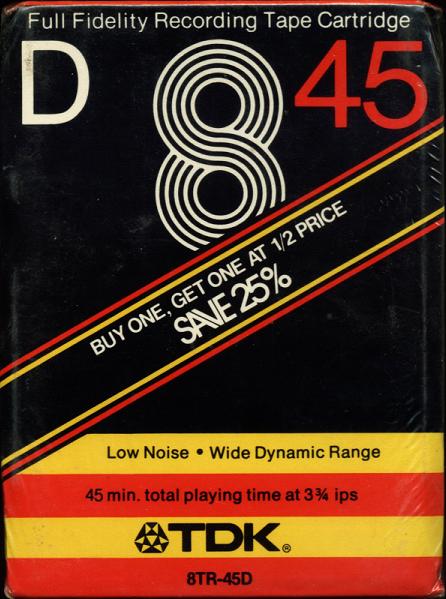 Full Fidelity Recording Tape Cartridge
D 8 45
BUY ONE, GET ONE AT 1/2 PRICE
SAVE 25%
Low Noise • Wide Dynamic Range
45 min. total playing time at 3¾ ips
TDK®
8TR-45D